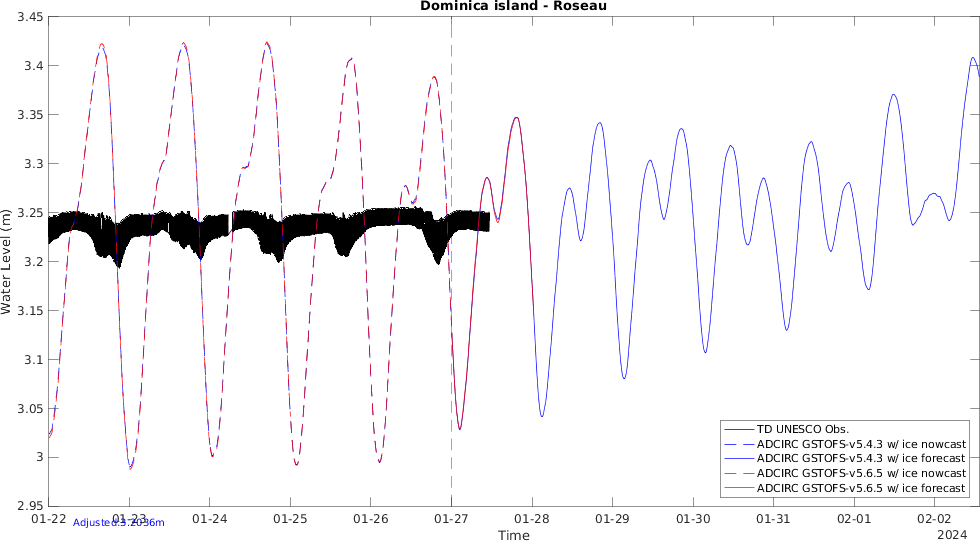 Dominica island - Roseau
3.45
3.4
3.35
3.3
3.25
3.2
3.15
3.1
3.05
3
2.95
Water Level (m)
TD UNESCO Obs.
ADCIRC GSTOFS-v5.4.3 w/ ice nowcast
ADCIRC GSTOFS-v5.4.3 w/ ice forecast
ADCIRC GSTOFS-v5.6.5 w/ ice nowcast
ADCIRC GSTOFS-v5.6.5 w/ ice forecast
01-22 01-23 01-24 01-25 01-26 01-27 01-28 01-29 01-30 01-31 02-01 02-02
Adjusted:3.2036m
Time
2024